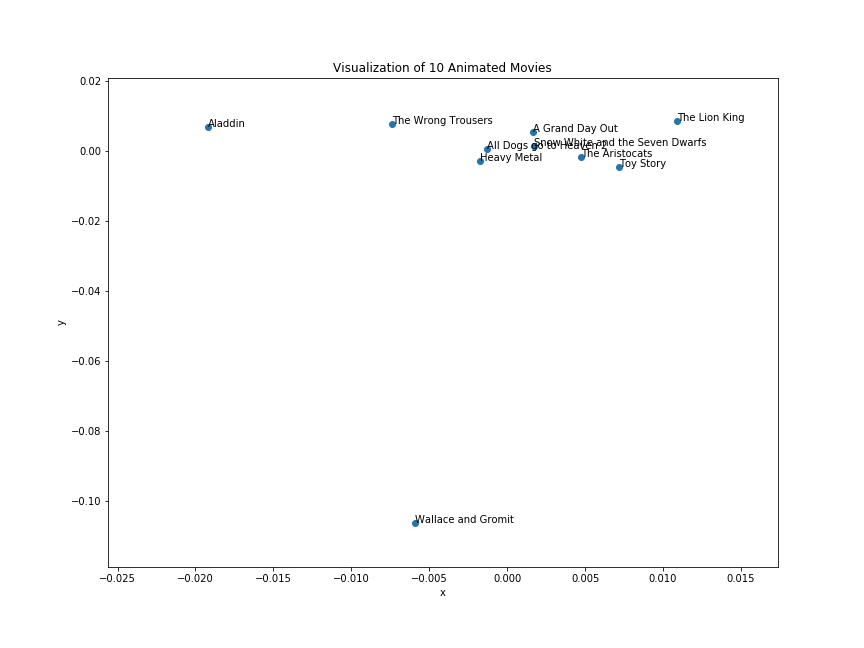 Visualization of 10 Animated Movies
0.02
0.00
−0.02
−0.04
−0.06
−0.08
−0.10
y
Aladdin
The Wrong Trousers
A Grand Day Out
The Lion King
All Dogs Go to Heaven 2
Snow White and the Seven Dwarfs
Heavy Metal
The Aristocats
Toy Story
Wallace and Gromit
−0.025
−0.020
−0.015
−0.010
−0.005
0.000
0.005
0.010
0.015
x